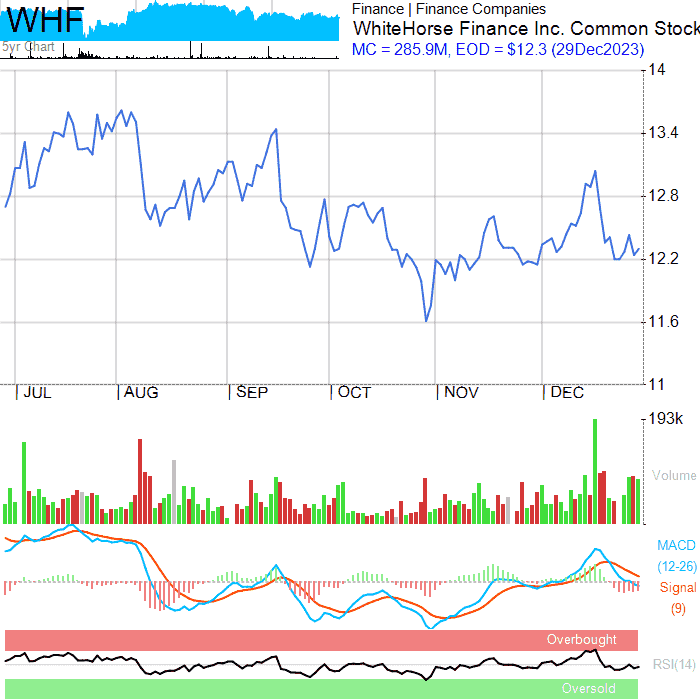 WHF
5yr Chart
Finance | Finance Companies
WhiteHorse Finance Inc. Common Stock
MC = 285.9M, EOD = $12.3 (29Dec2023)
14
13.4
12.8
12.2
11.6
11
JUL AUG SEP OCT NOV DEC
193k
Volume
MACD
(12-26)
Signal
(9)
Overbought
RSI(14)
Oversold